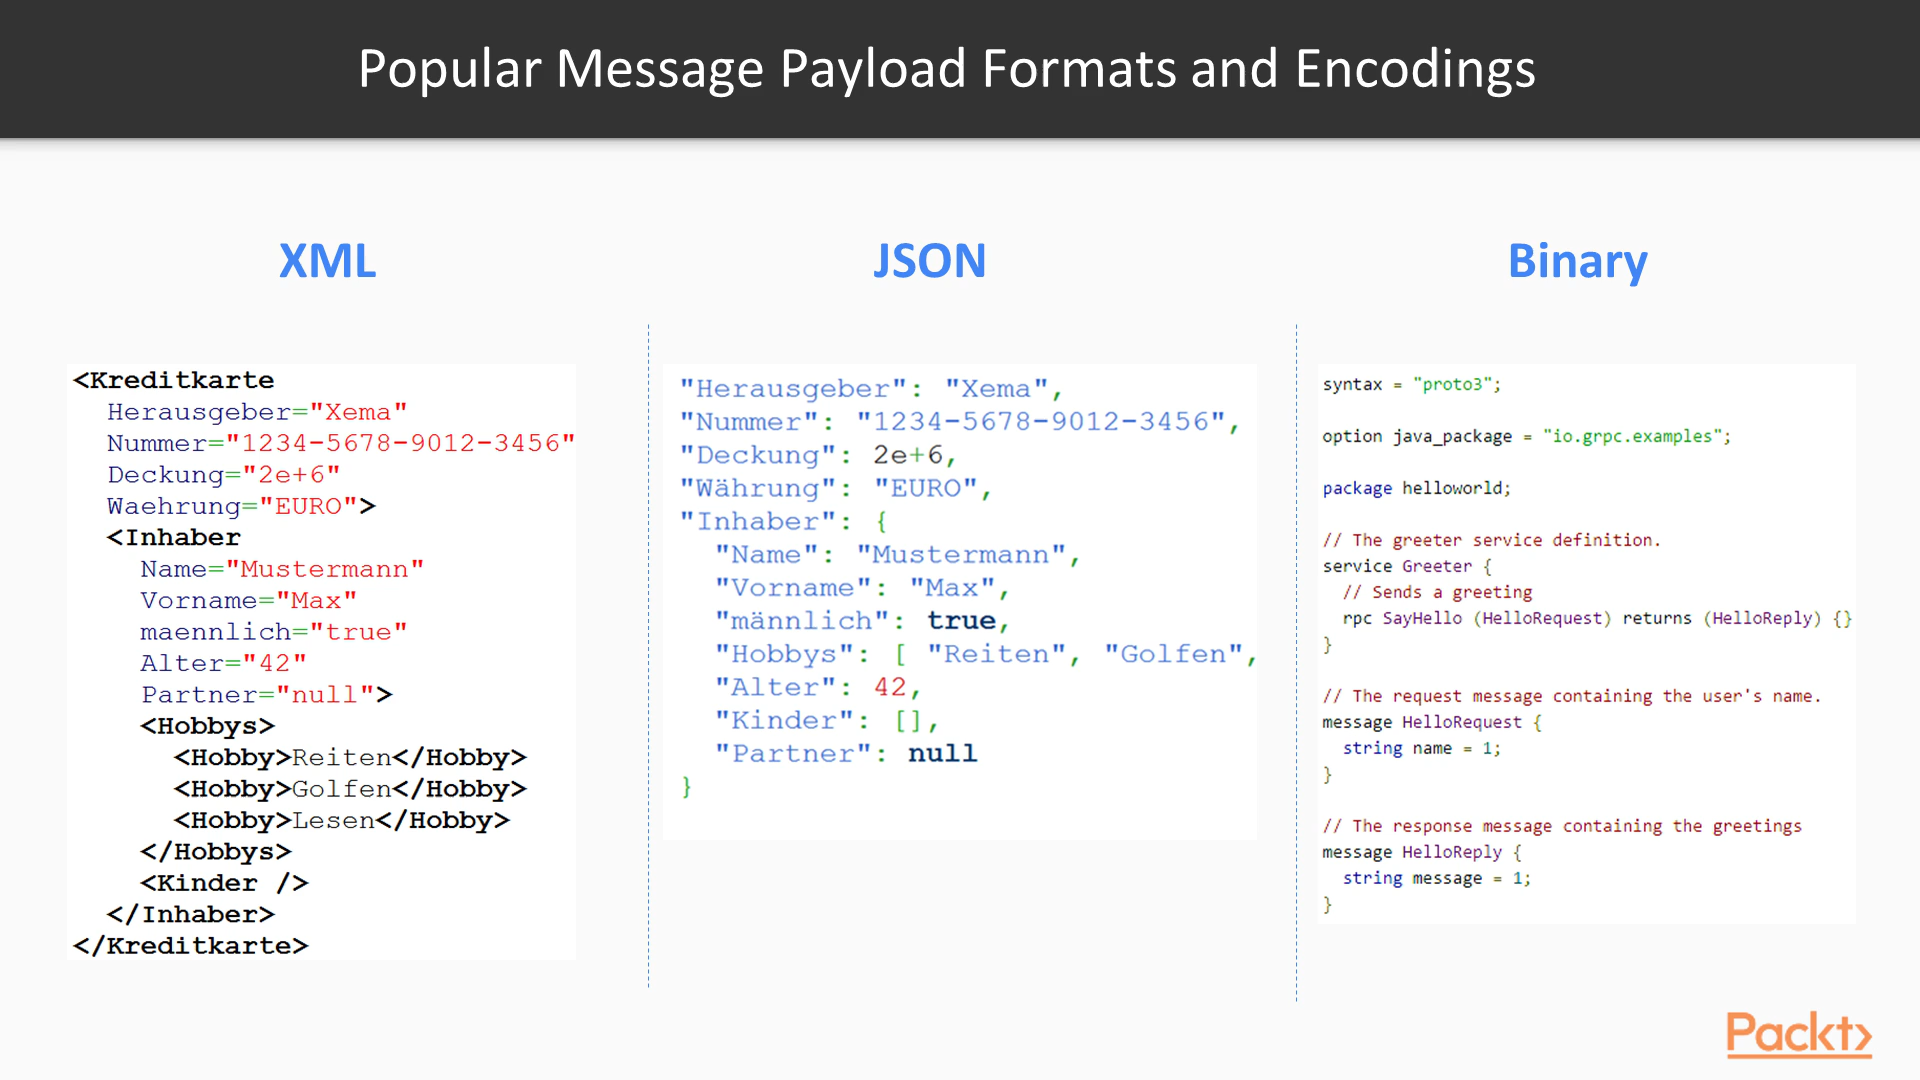 Popular Message Payload Formats and Encodings
XML
<Kreditkarte
Herausgeber="Xema"
Nummer="1234-5678-9012-3456"
Deckung="2e+6"
Waehrung="EURO">
<Inhaber
Name="Mustermann"
Vorname="Max"
maennlich="true"
Alter="42"
Partner="null">
<Hobbys>
<Hobby>Reiten</Hobby>
<Hobby>Golfen</Hobby>
<Hobby>Lesen</Hobby>
</Hobbys>
<Kinder />
</Inhaber>
</Kreditkarte>
JSON
"Herausgeber": "Xema",
"Nummer": "1234-5678-9012-3456",
"Deckung": 2e+6,
"Währung": "EURO",
"Inhaber": {
"Name": "Mustermann",
"Vorname": "Max",
"männlich": true,
"Hobbys": [ "Reiten", "Golfen",
"Alter": 42,
"Kinder": [],
"Partner": null
}
Binary
syntax = "proto3";
option java_package = "io.grpc.examples";
package helloworld;
// The greeter service definition.
service Greeter {
// Sends a greeting
rpc SayHello (HelloRequest) returns (HelloReply) {}
}
// The request message containing the user's name.
message HelloRequest {
string name = 1;
}
// The response message containing the greetings
message HelloReply {
string message = 1;
}
Packt>